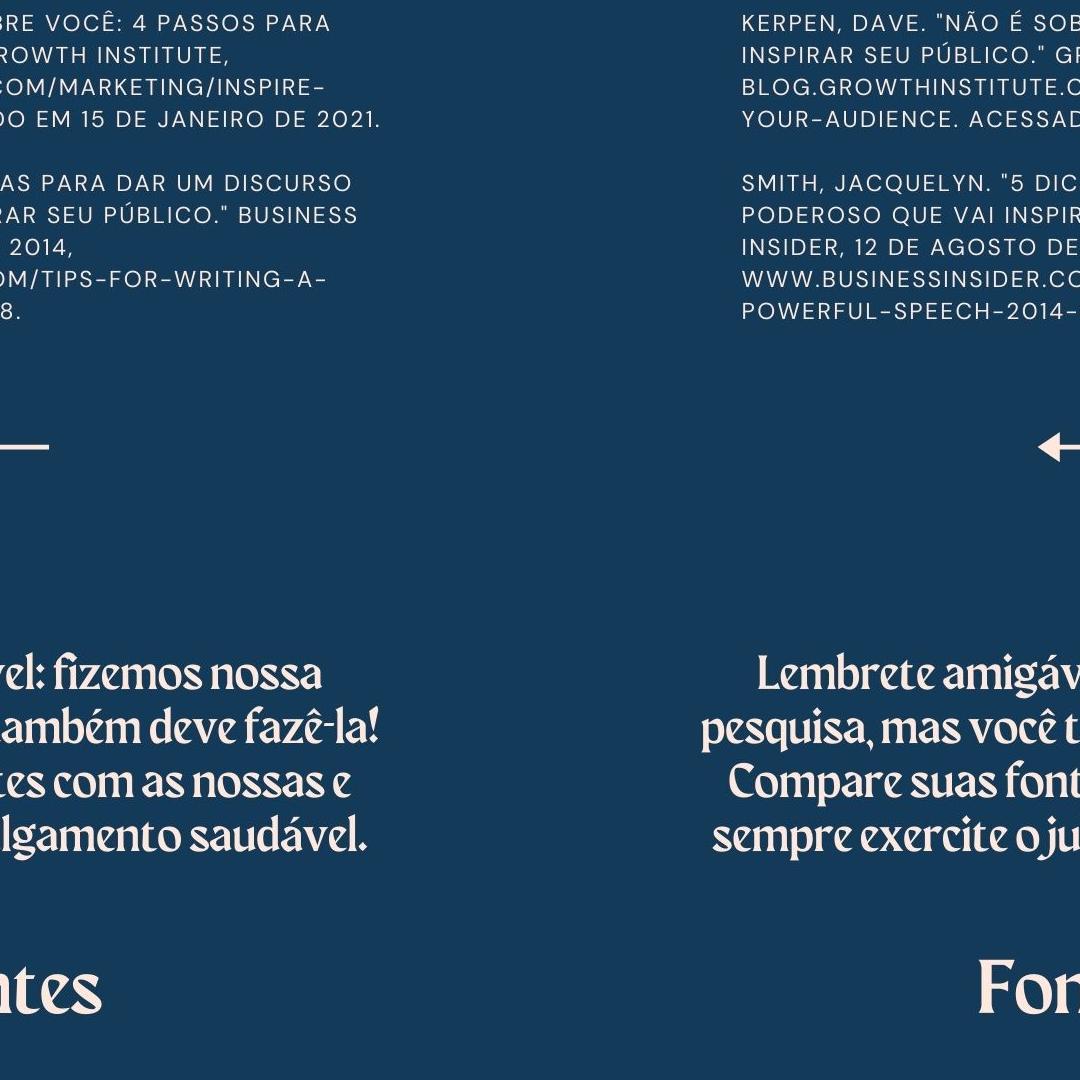 BRE VOCÊ: 4 PASSOS PARA
ROWTH INSTITUTE,
COM/MARKETING/INSPIRE-
DO EM 15 DE JANEIRO DE 2021.
AS PARA DAR UM DISCURSO
RAR SEU PÚBLICO." BUSINESS
2014,
OM/TIPS-FOR-WRITING-A-
8.
vel: fizemos nossa
também deve fazê-la!
tes com as nossas e
lgamento saudável.
ntes
KERPEN, DAVE. "NÃO É SOB
INSPIRAR SEU PÚBLICO." GR
BLOG.GROWTHINSTITUTE.C
YOUR-AUDIENCE. ACESSAD
SMITH, JACQUELYN. "5 DIC
PODEROSO QUE VAI INSPIR
INSIDER, 12 DE AGOSTO DE
WWW.BUSINESSINSIDER.CO
POWERFUL-SPEECH-2014-
Lembrete amigáv
pesquisa, mas você t
Compare suas font
sempre exercite o ju
Fon